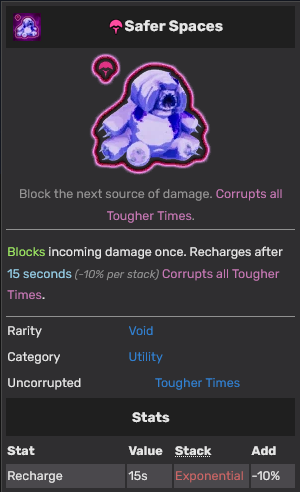 Safer Spaces
Block the next source of damage. Corrupts all
Tougher Times.
Blocks incoming damage once. Recharges after
15 seconds (-10% per stack) Corrupts all Tougher
Times.
Rarity Void
Category Utility
Uncorrupted Tougher Times
Stats
Stat Value Stack Add
Recharge 15s Exponential -10%